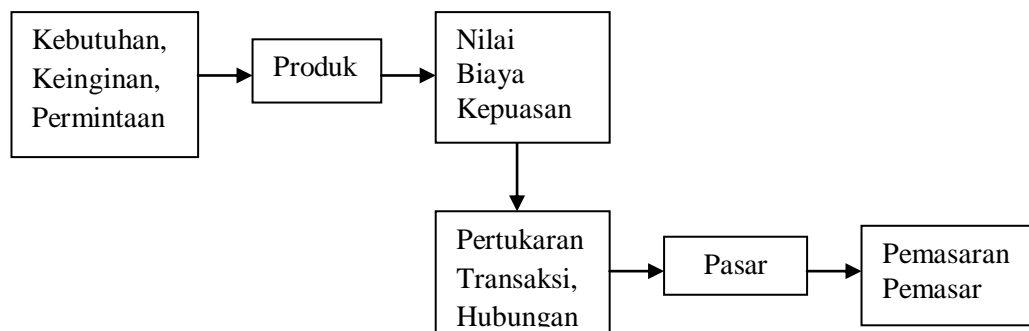 Kebutuhan,
Keinginan,
Permintaan
Produk
Nilai
Biaya
Kepuasan
Pertukaran
Transaksi,
Hubungan
Pasar
Pemasaran
Pemasar